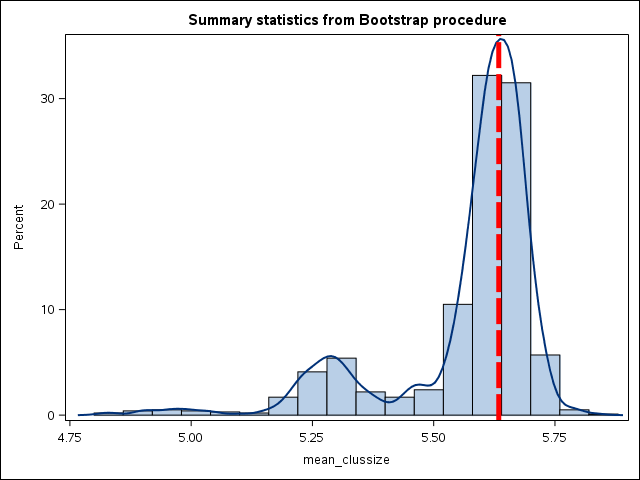 Summary statistics from Bootstrap procedure
Percent
30
20
10
0
4.75 5.00 5.25 5.50 5.75
mean_clussize